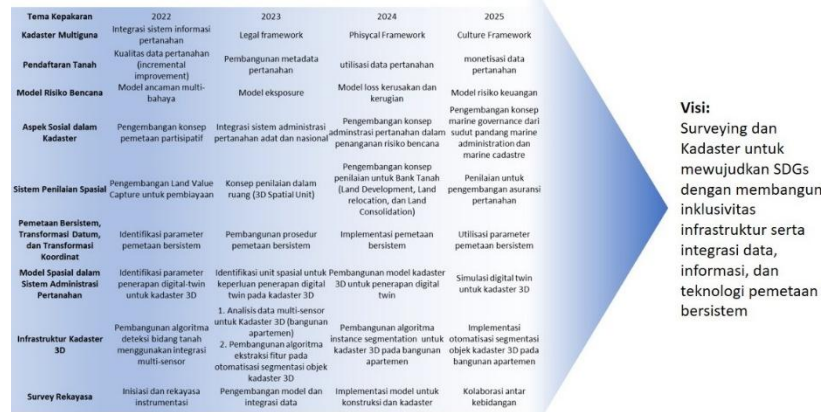 Tema Kepakaran 2022 2023 2024 2025
Kadaster Multiguna
Integrasi sistem informasi
pertanahan
Legal framework
Phisycal Framework
Culture Framework
Pendaftaran Tanah
Kualitas data pertanahan
(incremental
improvement)
Pembangunan metadata
pertanahan
utilisasi data pertanahan
monetisasi data
pertanahan
Model Risiko Bencana
Model ancaman multi-
bahaya
Model eksposure
Model loss kerusakan dan
kerugian
Model risiko keuangan
Aspek Sosial dalam
Kadaster
Pengembangan konsep
pemetaan partisipatif
Integrasi sistem administrasi
pertanahan adat dan nasional
Pengembangan konsep
adminstrasi pertanahan dalam
penanganan risiko bencana
Pengembangan konsep
marine governance dari
sudut pandang marine
administration dan
marine cadastre
Sistem Penilaian Spasial
Pengembangan Land Value
Capture untuk pembiayaan
Konsep penilaian dalam
ruang (3D Spatial Unit)
Pengembangan konsep
penilaian untuk Bank Tanah
(Land Development, Land
relocation, dan Land
Consolidation)
Penilaian untuk
pengembangan asuransi
pertanahan
Pemetaan Bersistem,
Transformasi Datum,
dan Transformasi
Koordinat
Identifikasi parameter
pemetaan bersistem
Pembangunan prosedur
pemetaan bersistem
Implementasi pemetaan
bersistem
Utilisasi parameter
pemetaan bersistem
Model Spasial dalam
Sistem Administrasi
Pertanahan
Identifikasi parameter
penerapan digital-twin
untuk kadaster 3D
Identifikasi unit spasial untuk
keperluan penerapan digital
twin pada kadaster 3D
Pembangunan model kadaster
3D untuk penerapan digital
twin
Simulasi digital twin
untuk kadaster 3D
Infrastruktur Kadaster
3D
Pembangunan algoritma
deteksi bidang tanah
menggunakan integrasi
multi-sensor
1. Analisis data multi-sensor
untuk Kadaster 3D (bangunan
apartemen)
2. Pembangunan algoritma
ekstraksi fitur pada
otomatisasi segmentasi objek
kadaster 3D
Pembangunan algoritma
instance segmentation untuk
kadaster 3D pada bangunan
apartemen
Implementasi
otomatisasi segmentasi
objek kadaster 3D pada
bangunan apartemen
Survey Rekayasa
Inisiasi dan rekayasa
instrumentasi
Pengembangan model dan
integrasi data
Implementasi model untuk
konstruksi dan kadaster
Kolaborasi antar
kebidangan
Visi:
Surveying dan
Kadaster untuk
mewujudkan SDGs
dengan membangun
inklusivitas
infrastruktur serta
integrasi data,
informasi, dan
teknologi pemetaan
bersistem